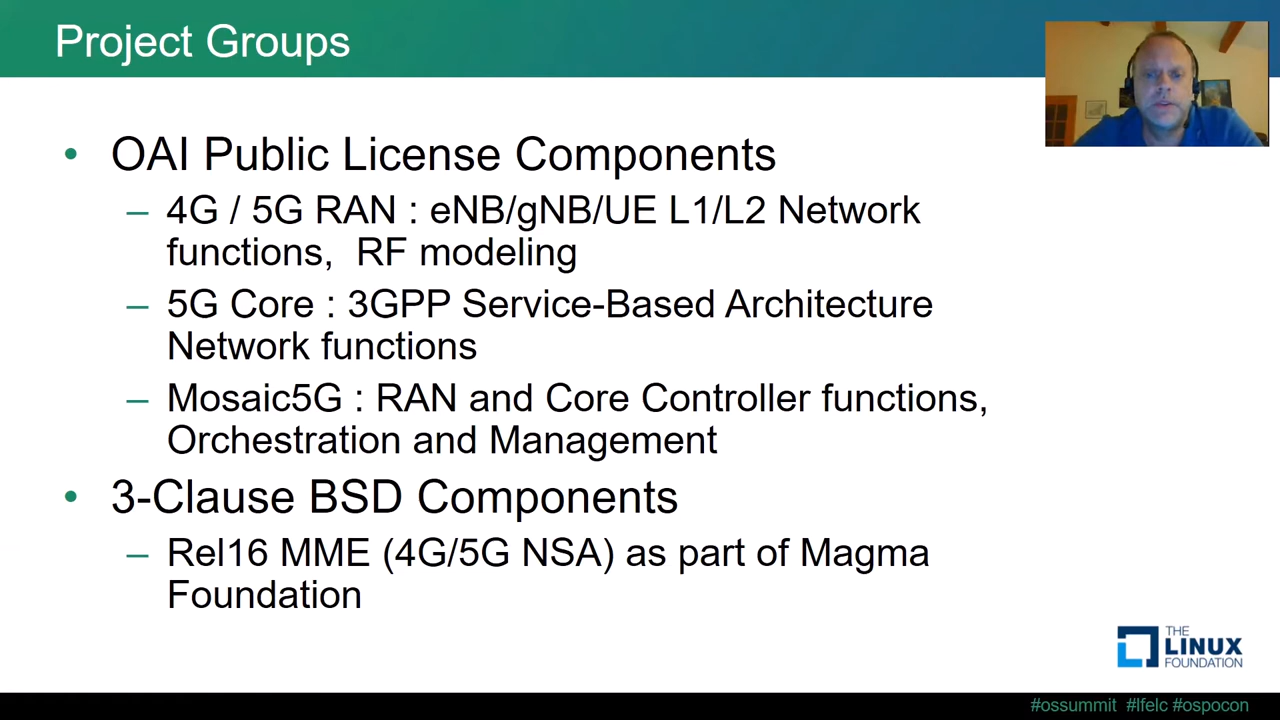 Project Groups
• OAI Public License Components
– 4G / 5G RAN : eNB/gNB/UE L1/L2 Network
functions,  RF modeling
– 5G Core : 3GPP Service-Based Architecture
Network functions
– Mosaic5G : RAN and Core Controller functions,
Orchestration and Management
• 3-Clause BSD Components
– Rel16 MME (4G/5G NSA) as part of Magma
Foundation
THE
LINUX
FOUNDATION
#ossummit #lfelc #ospocon